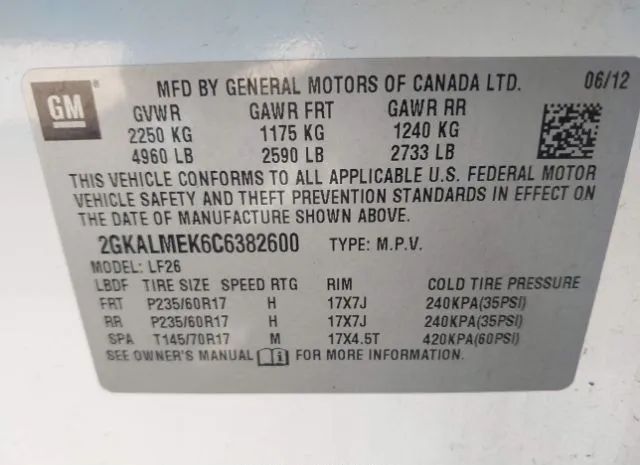 GM
MFD BY GENERAL MOTORS OF CANADA LTD. 06/12
GVWR GAWR FRT GAWR RR
2250 KG 1175 KG 1240 KG
4960 LB 2590 LB 2733 LB
THIS VEHICLE CONFORMS TO ALL APPLICABLE U.S. FEDERAL MOTOR
VEHICLE SAFETY AND THEFT PREVENTION STANDARDS IN EFFECT ON
THE DATE OF MANUFACTURE SHOWN ABOVE.
2GKALMEK6C6382600 TYPE: M.P.V.
MODEL: LF26
LBDF TIRE SIZE SPEED RTG RIM COLD TIRE PRESSURE
FRT P235/60R17 H 17X7J 240KPA(35PSI)
RR P235/60R17 H 17X7J 240KPA(35PSI)
SPA T145/70R17 M 17X4.5T 420KPA(60PSI)
SEE OWNER'S MANUAL FOR MORE INFORMATION.